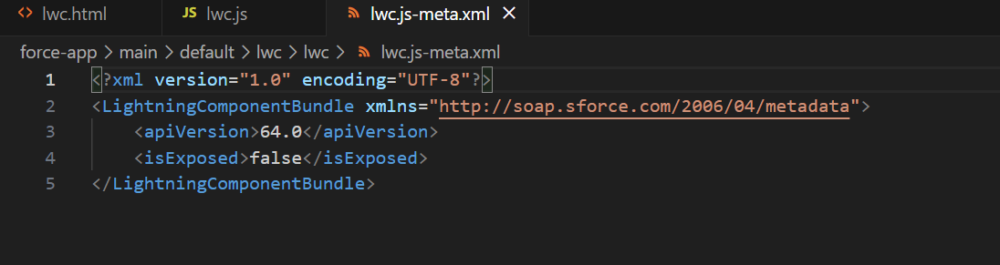 lwc.html JS lwc.js lwc.js-meta.xml
force-app > main > default > lwc > lwc > lwc.js-meta.xml
1 <?xml version="1.0" encoding="UTF-8"?>
2 <LightningComponentBundle xmlns="http://soap.sforce.com/2006/04/metadata">
3 <apiVersion>64.0</apiVersion>
4 <isExposed>false</isExposed>
5 </LightningComponentBundle>